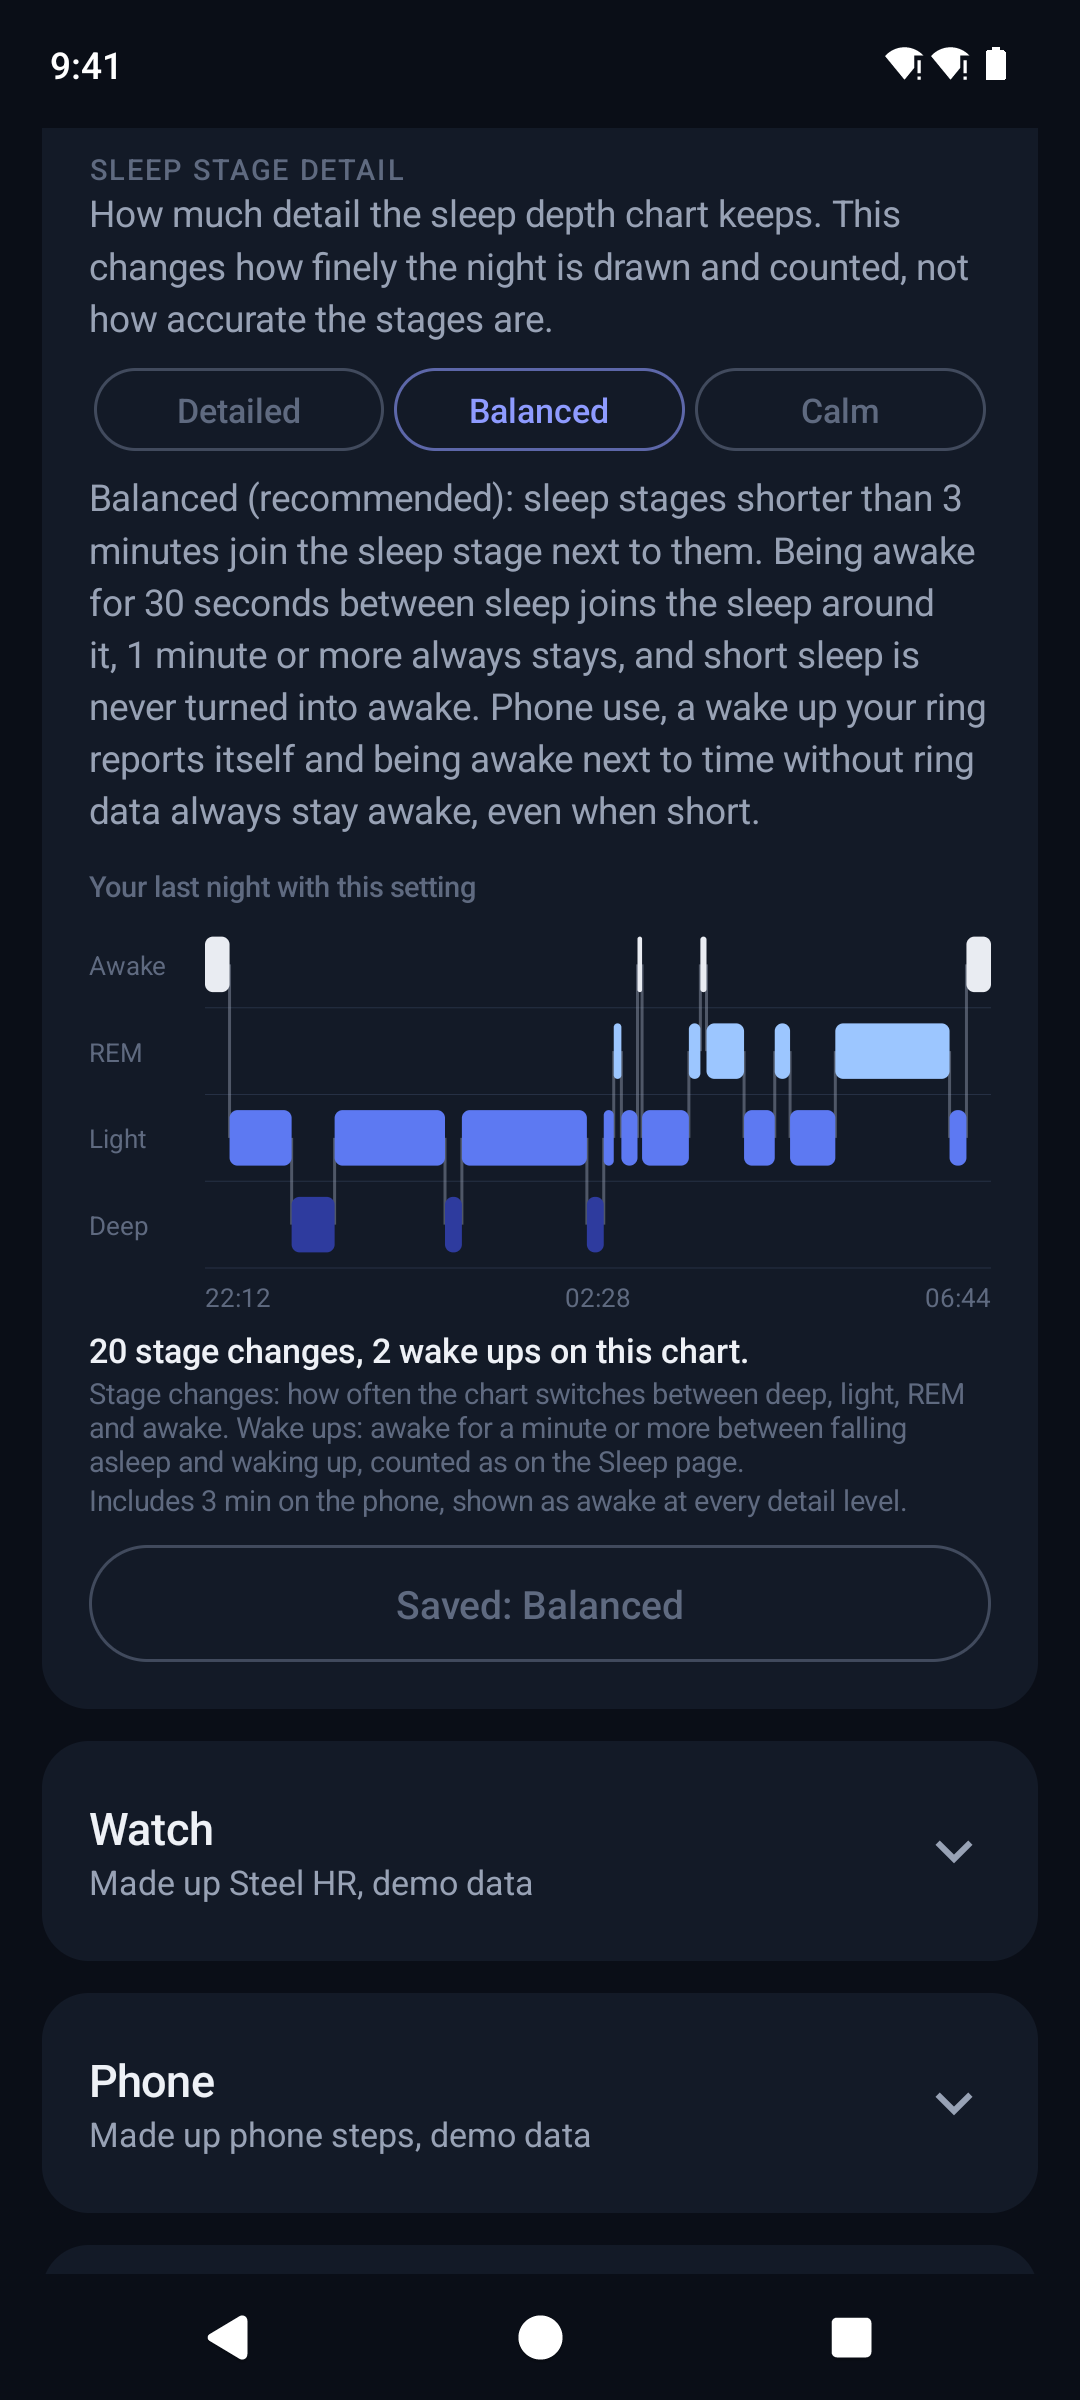 9:41
SLEEP STAGE DETAIL
How much detail the sleep depth chart keeps. This
changes how finely the night is drawn and counted, not
how accurate the stages are.
Detailed
Balanced
Calm
Balanced (recommended): sleep stages shorter than 3
minutes join the sleep stage next to them. Being awake
for 30 seconds between sleep joins the sleep around
it, 1 minute or more always stays, and short sleep is
never turned into awake. Phone use, a wake up your ring
reports itself and being awake next to time without ring
data always stay awake, even when short.
Your last night with this setting
Awake
REM
Light
Deep
22:12
02:28
06:44
20 stage changes, 2 wake ups on this chart.
Stage changes: how often the chart switches between deep, light, REM
and awake. Wake ups: awake for a minute or more between falling
asleep and waking up, counted as on the Sleep page.
Includes 3 min on the phone, shown as awake at every detail level.
Saved: Balanced
Watch
Made up Steel HR, demo data
Phone
Made up phone steps, demo data